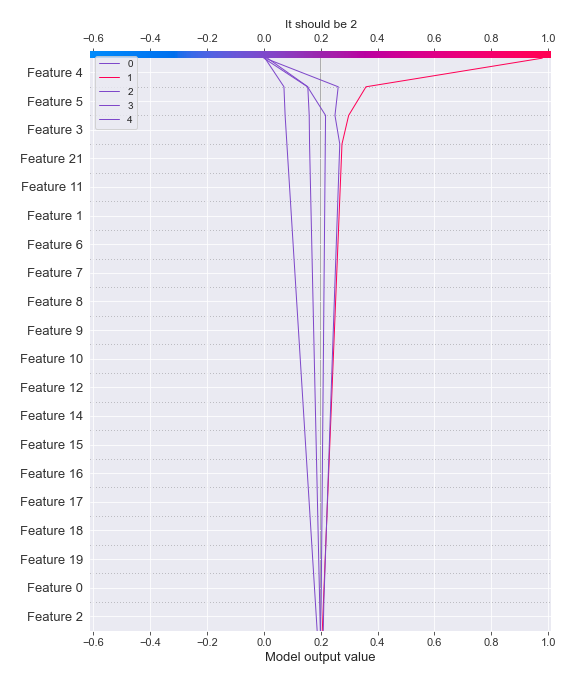 It should be 2
−0.6 −0.4 −0.2 0.0 0.2 0.4 0.6 0.8 1.0
0
1
2
3
4
Feature 4
Feature 5
Feature 3
Feature 21
Feature 11
Feature 1
Feature 6
Feature 7
Feature 8
Feature 9
Feature 10
Feature 12
Feature 14
Feature 15
Feature 16
Feature 17
Feature 18
Feature 19
Feature 0
Feature 2
−0.6 −0.4 −0.2 0.0 0.2 0.4 0.6 0.8 1.0
Model output value